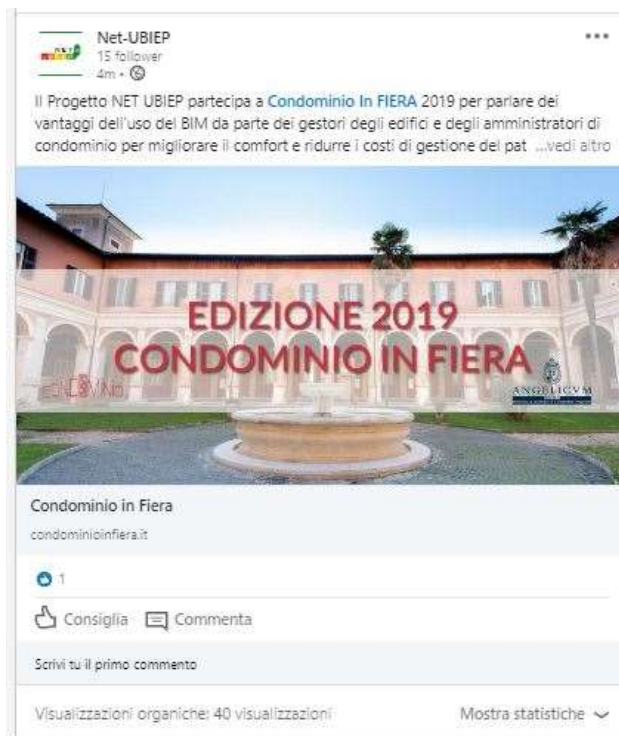 Net-UBIEP
15 follower
4m •
Il Progetto NET UBIEP partecipa a Condominio In FIERA 2019 per parlare dei
vantaggi dell'uso del BIM da parte dei gestori degli edifici e degli amministratori di
condominio per migliorare il comfort e ridurre i costi di gestione del pat ...vedi altro
EDIZIONE 2019
CONDOMINIO IN FIERA
ANGELICVM
Condominio in Fiera
condominioinfiera.it
1
Consiglia Commenta
Scrivi tu il primo commento
Visualizzazioni organiche: 40 visualizzazioni Mostra statistiche